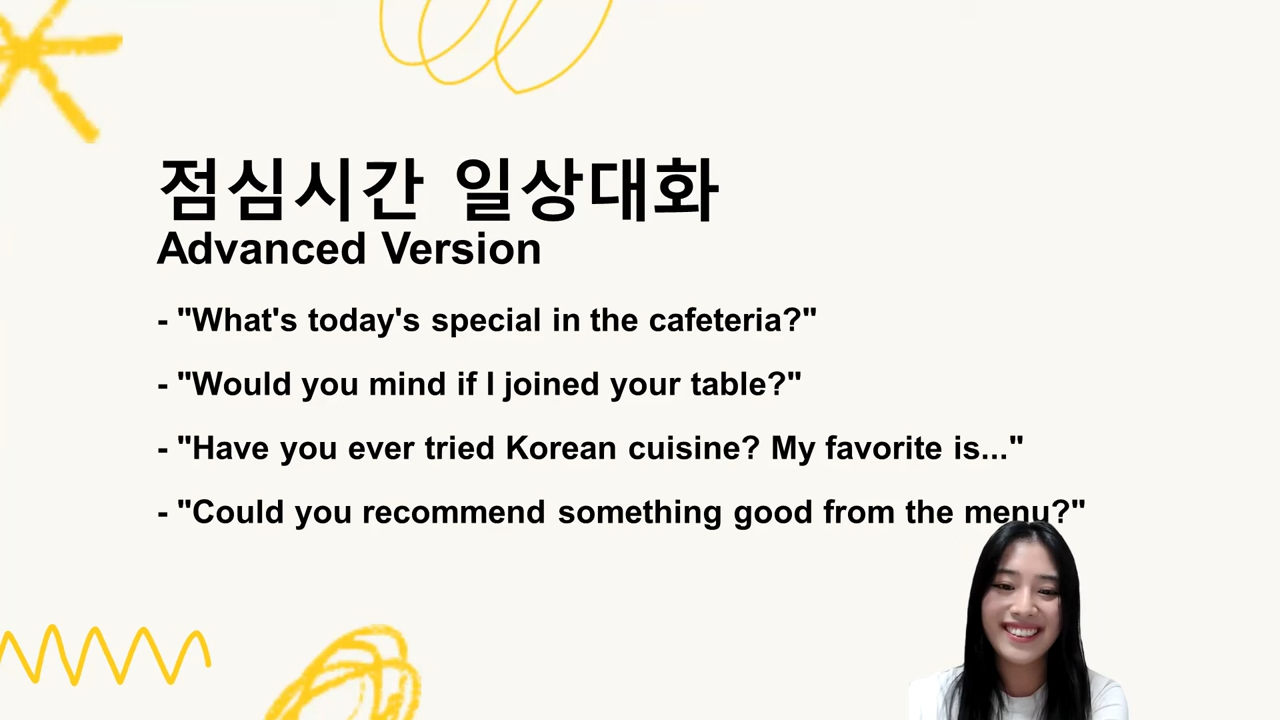 점심시간 일상대화
Advanced Version
- "What's today's special in the cafeteria?"
- "Would you mind if I joined your table?"
- "Have you ever tried Korean cuisine? My favorite is..."
- "Could you recommend something good from the menu?"